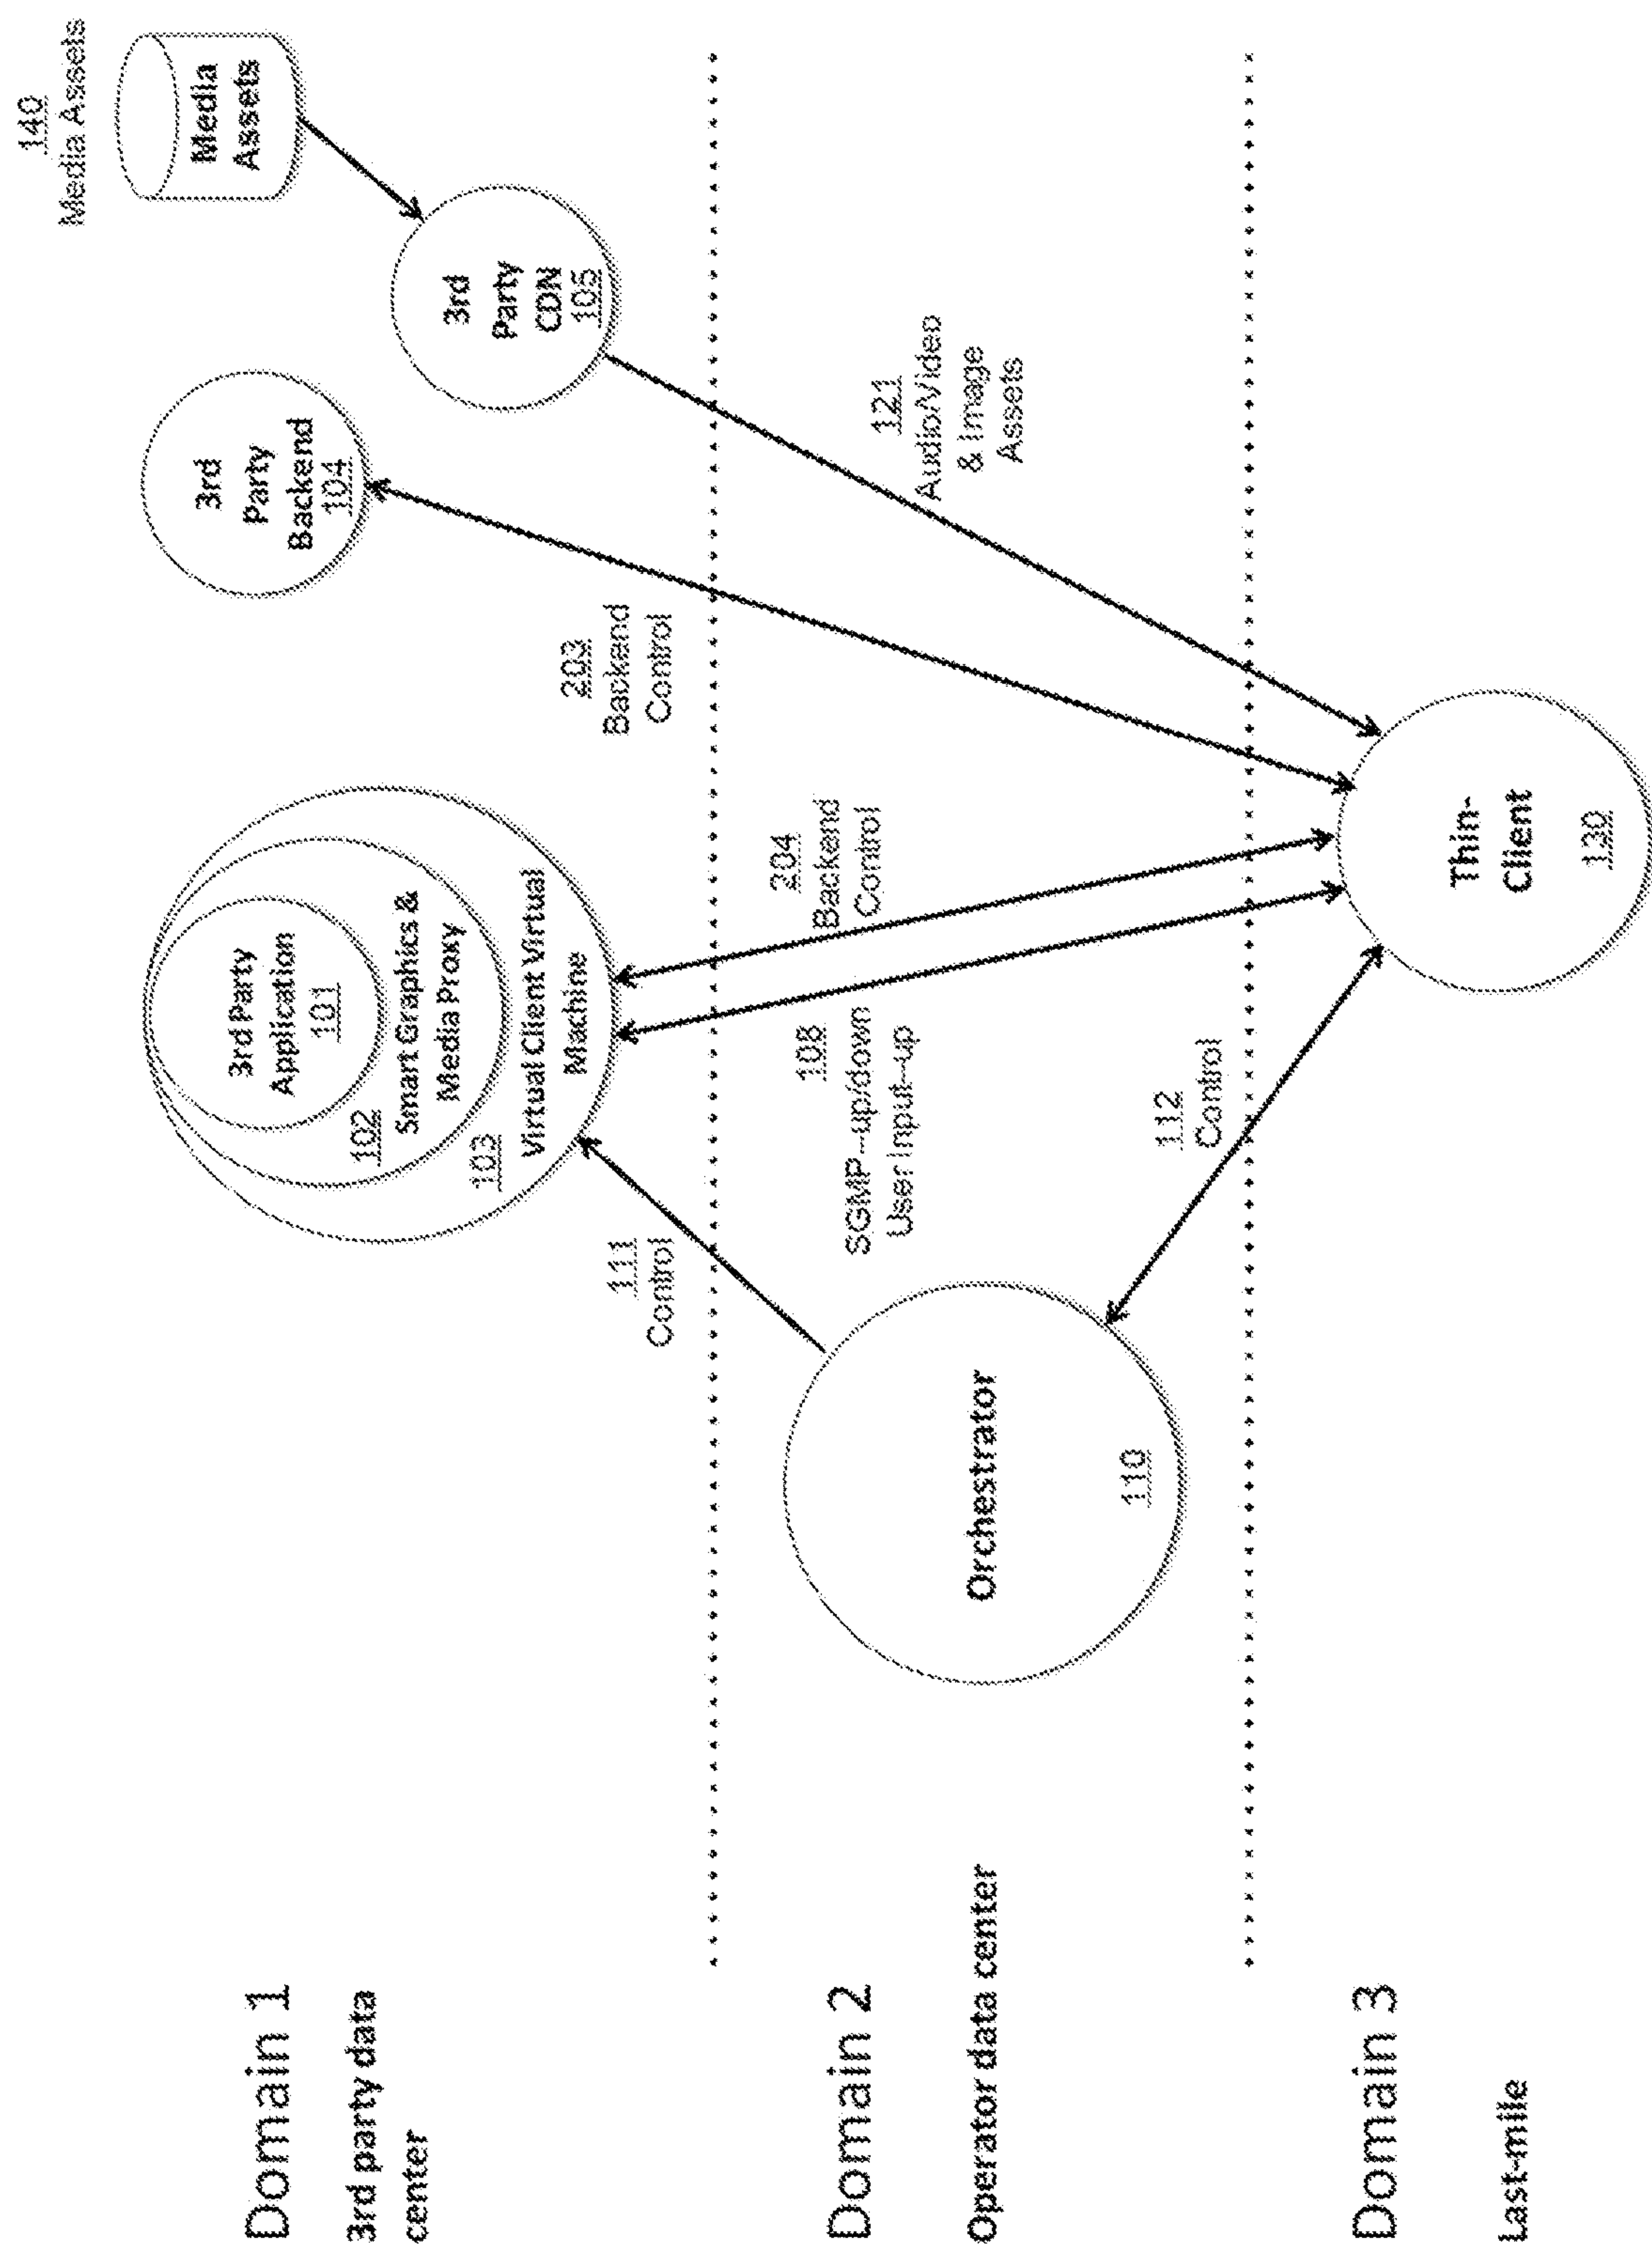 Domain 1
3rd party data
center
3rd Party
Application
101
102
Smart Graphics &
Media Proxy
103
Virtual Client Virtual
Machine
3rd
Party
Backend
104
3rd
Party
CDN
105
140
Media Assets
Media
Assets
111
Control
203
Backend
Control
Domain 2
Operator data center
Orchestrator
110
108
SGMP--up/down
User Input--up
204
Backend
Control
121
Audio/Video
& Image
Assets
112
Control
Domain 3
Last-mile
Thin-
Client
130